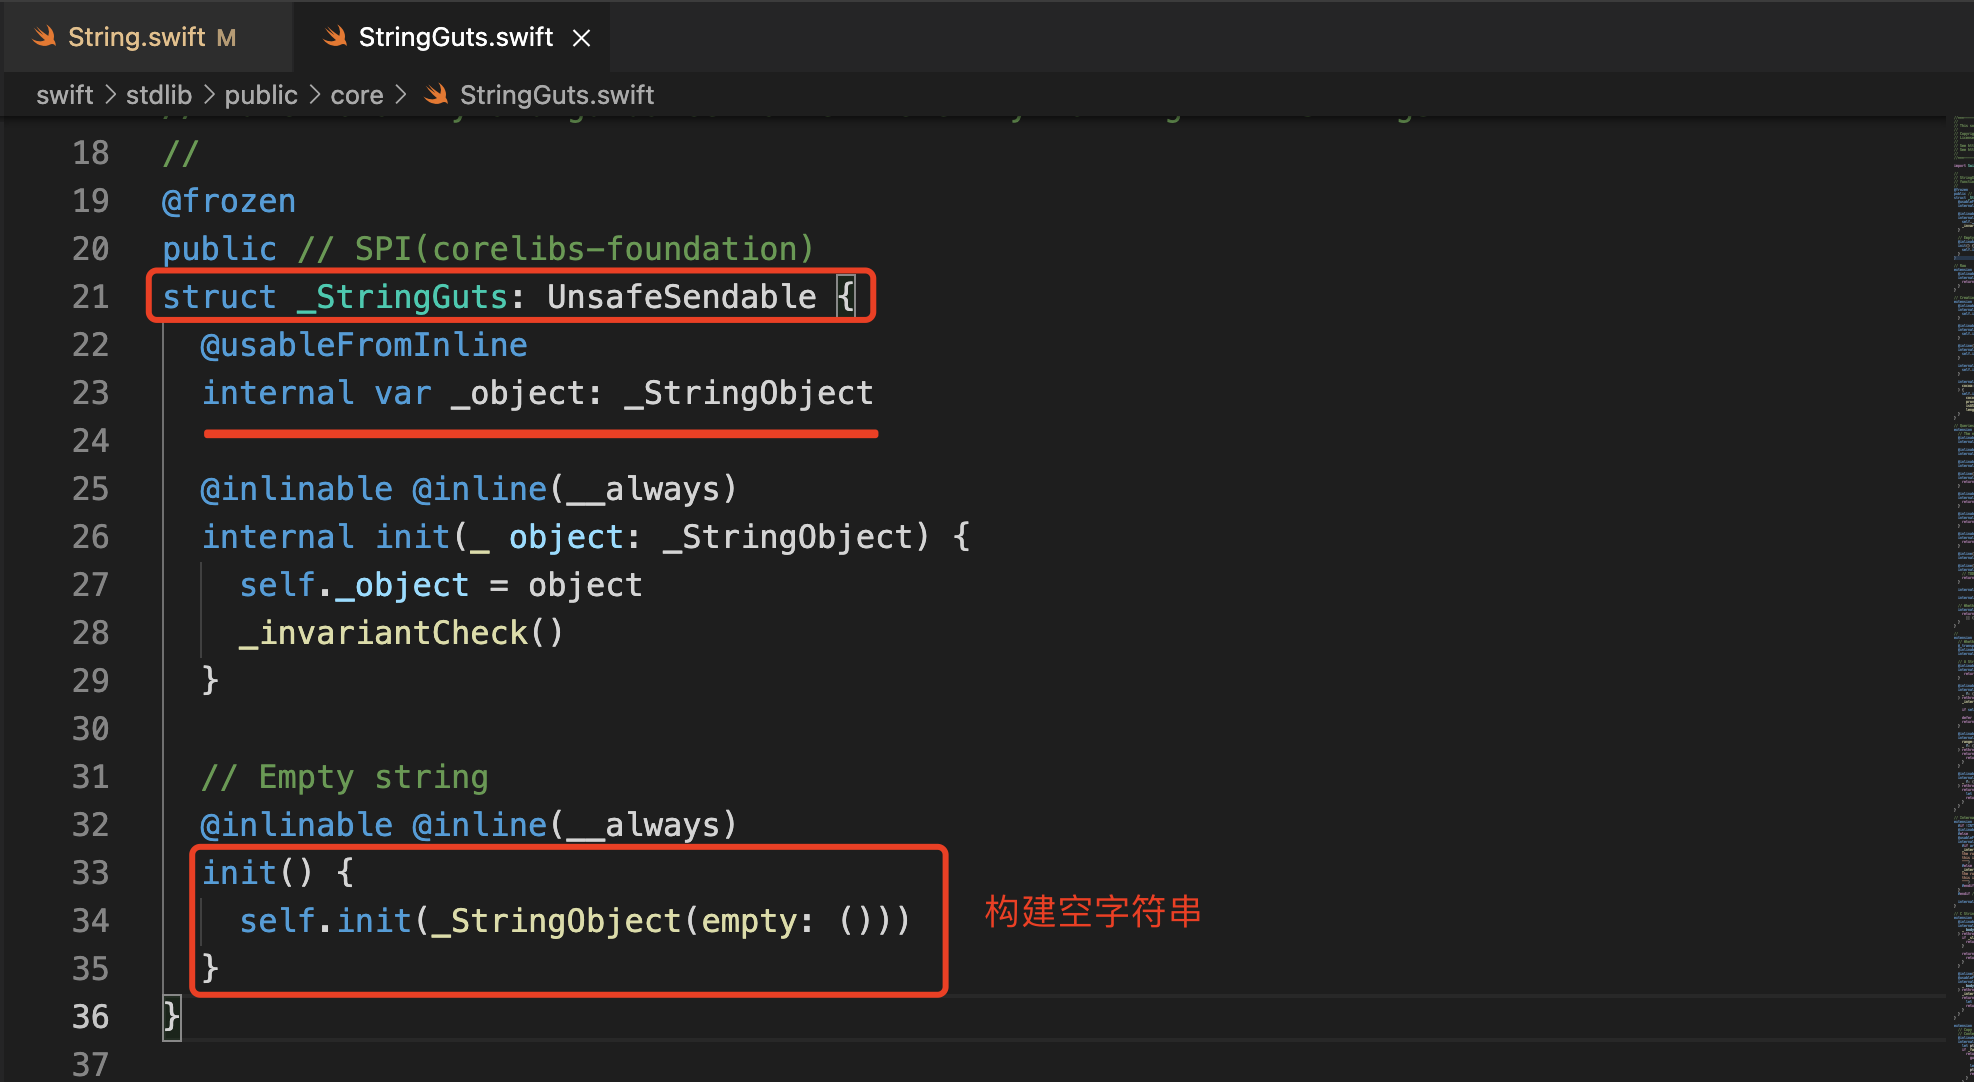 String.swift M
StringGuts.swift
swift > stdlib > public > core > StringGuts.swift
18 //
19 @frozen
20 public // SPI(corelibs-foundation)
21 struct _StringGuts: UnsafeSendable {
22 @usableFromInline
23 internal var _object: _StringObject
24
25 @inlinable @inline(__always)
26 internal init(_ object: _StringObject) {
27 self._object = object
28 _invariantCheck()
29 }
30
31 // Empty string
32 @inlinable @inline(__always)
33 init() {
34 self.init(_StringObject(empty: ()))
构建空字符串
35 }
36 }
37